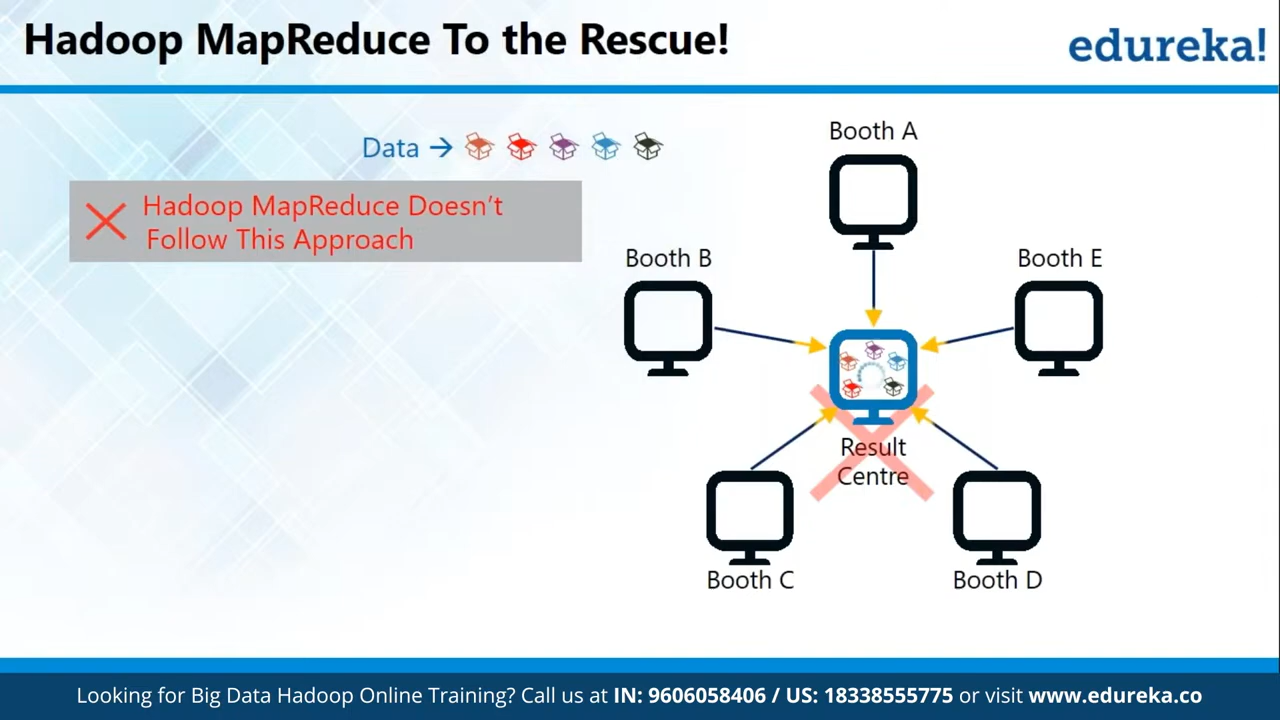 Hadoop MapReduce To the Rescue!
edureka!
Data →
Booth A
Hadoop MapReduce Doesn't
Follow This Approach
Booth B
Booth E
Result
Centre
Booth C
Booth D
Looking for Big Data Hadoop Online Training? Call us at IN: 9606058406 / US: 18338555775 or visit www.edureka.co